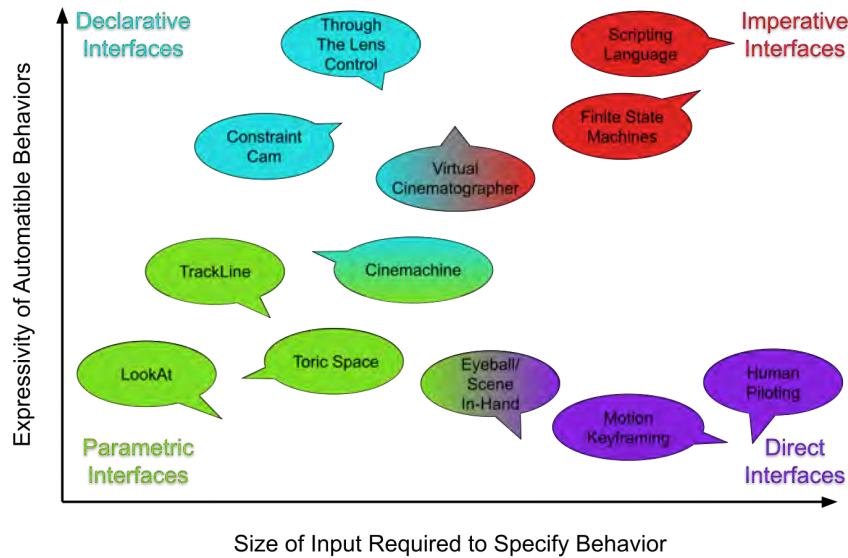 Declarative
Interfaces
Through
The Lens
Control
Scripting
Language
Imperative
Interfaces
Constraint
Cam
Finite State
Machines
Virtual
Cinematographer
TrackLine
Cinemachine
LookAt
Toric Space
Eyeball/
Scene
In-Hand
Human
Piloting
Motion
Keyframing
Parametric
Interfaces
Direct
Interfaces
Expressivity of Automatible Behaviors
Size of Input Required to Specify Behavior